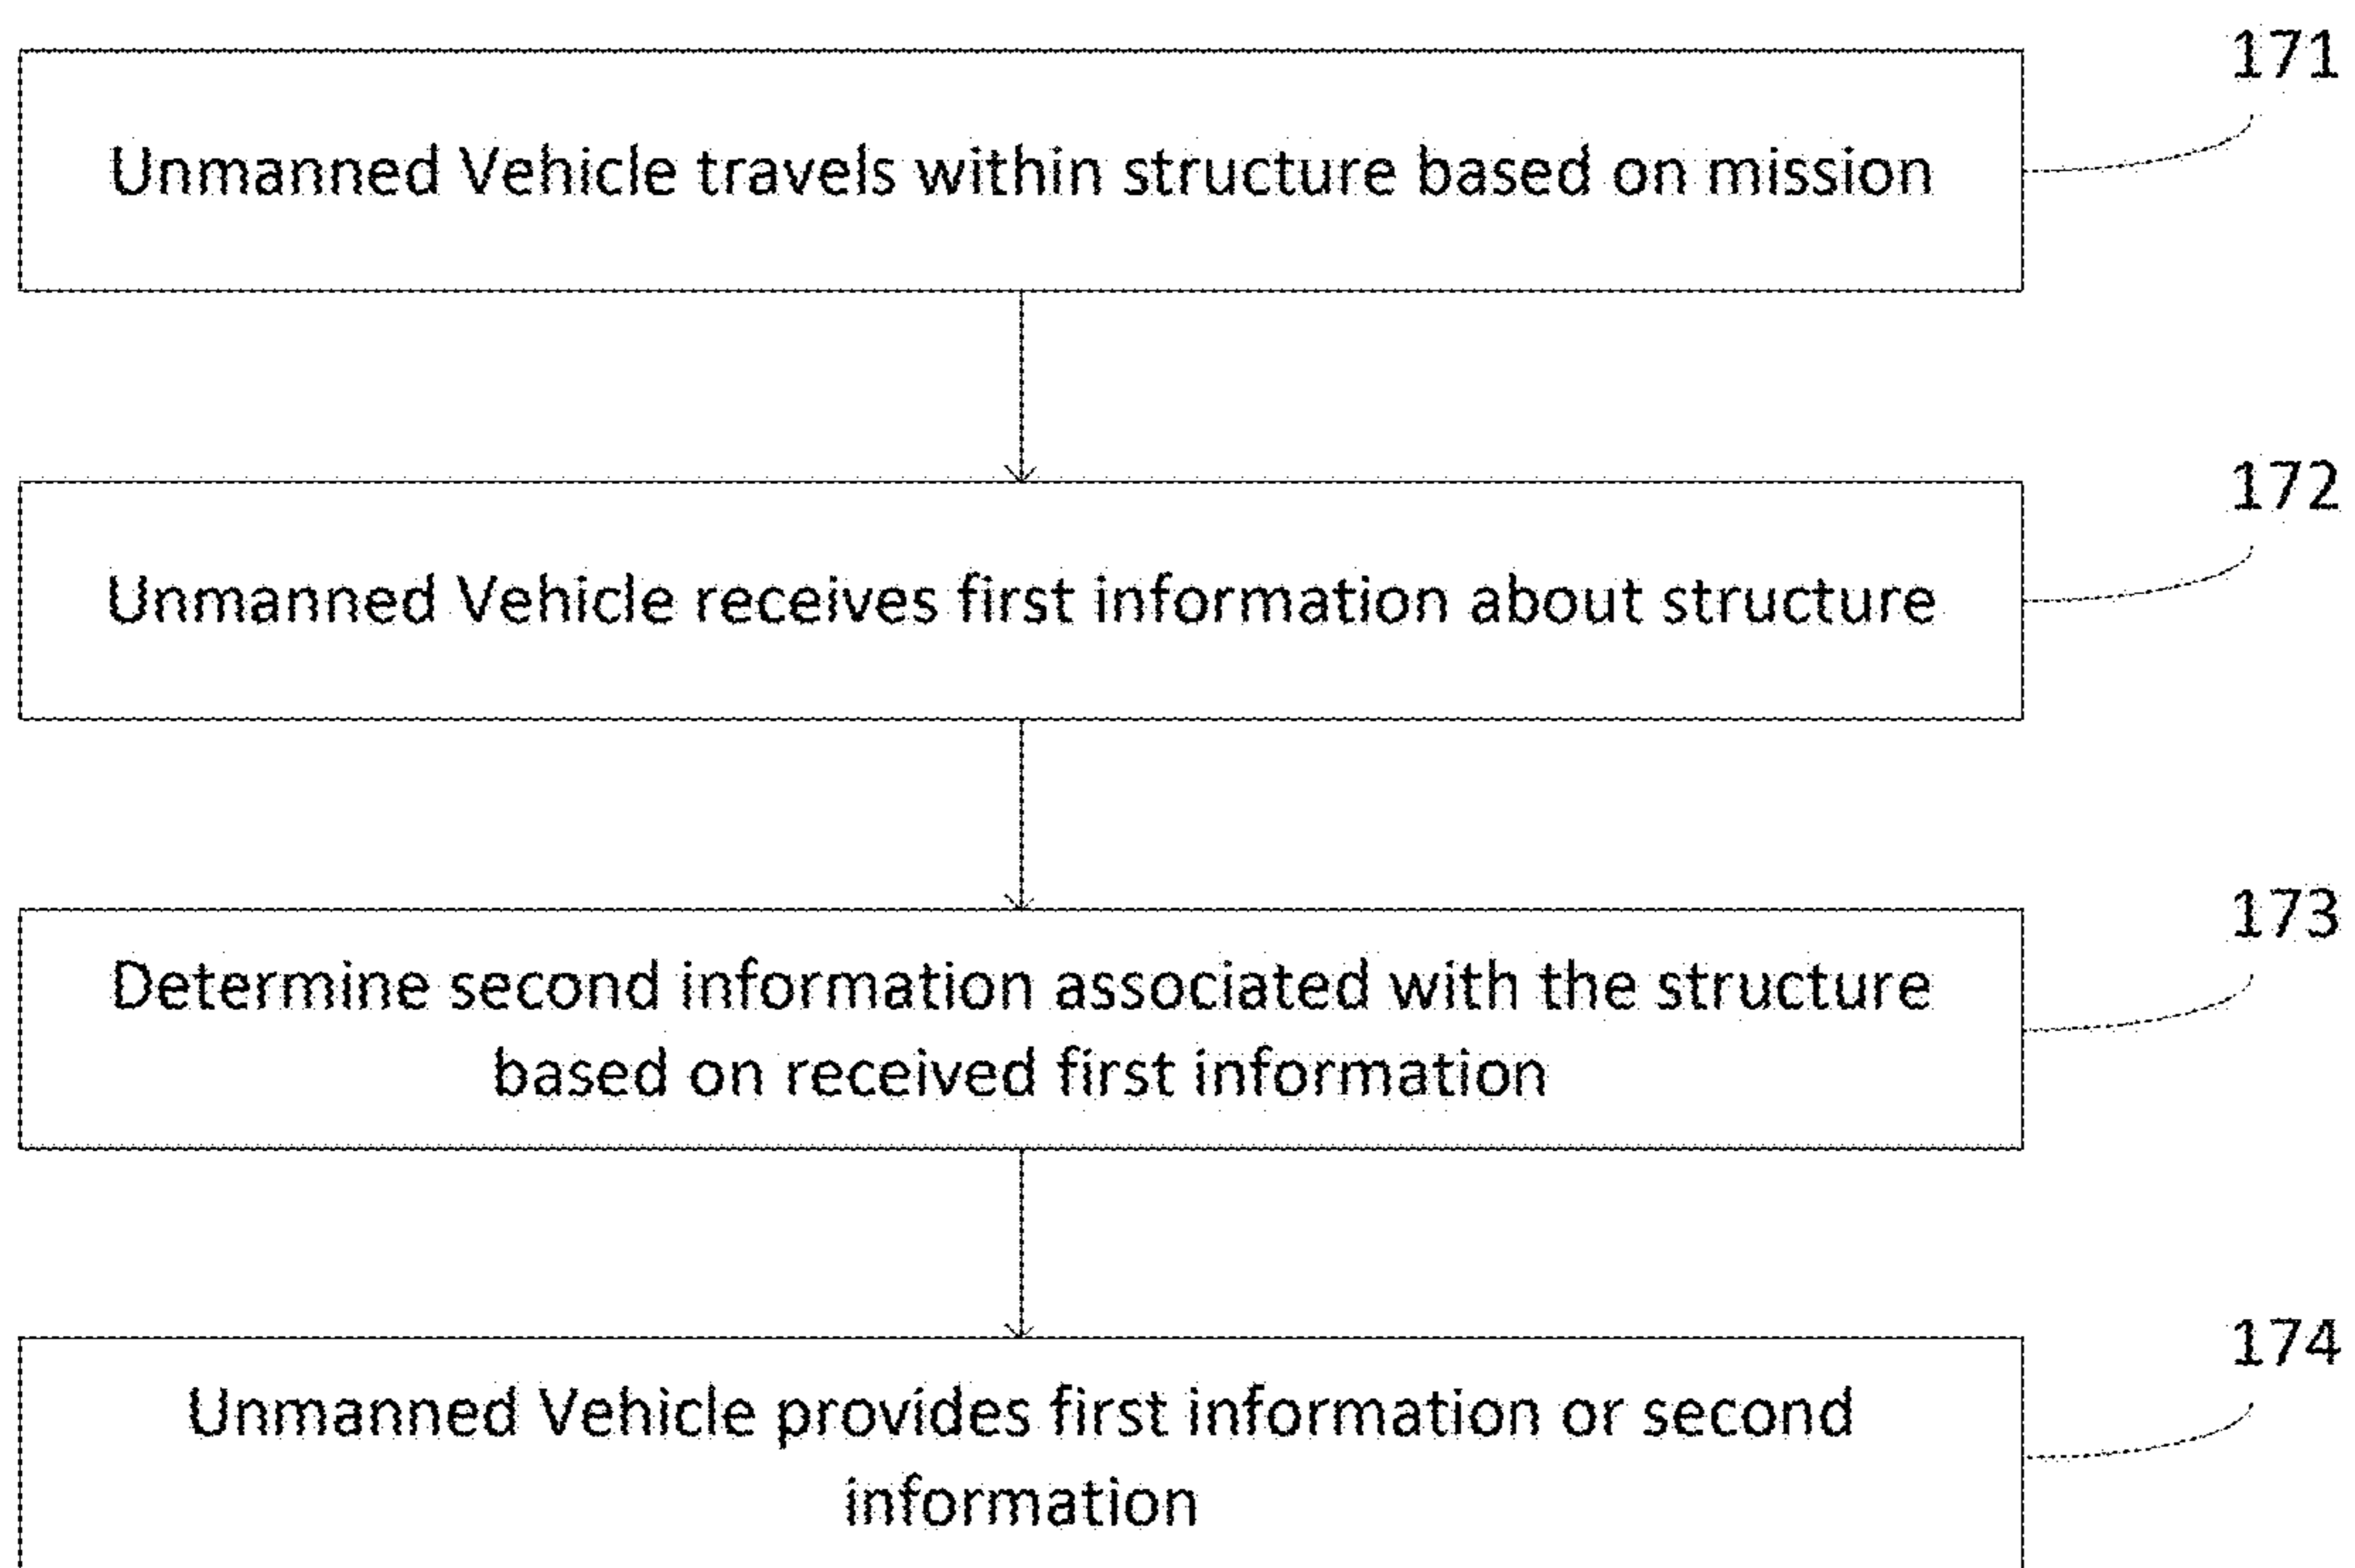 171
Unmanned Vehicle travels within structure based on mission
172
Unmanned Vehicle receives first information about structure
173
Determine second information associated with the structure
based on received first information
174
Unmanned Vehicle provides first information or second
information